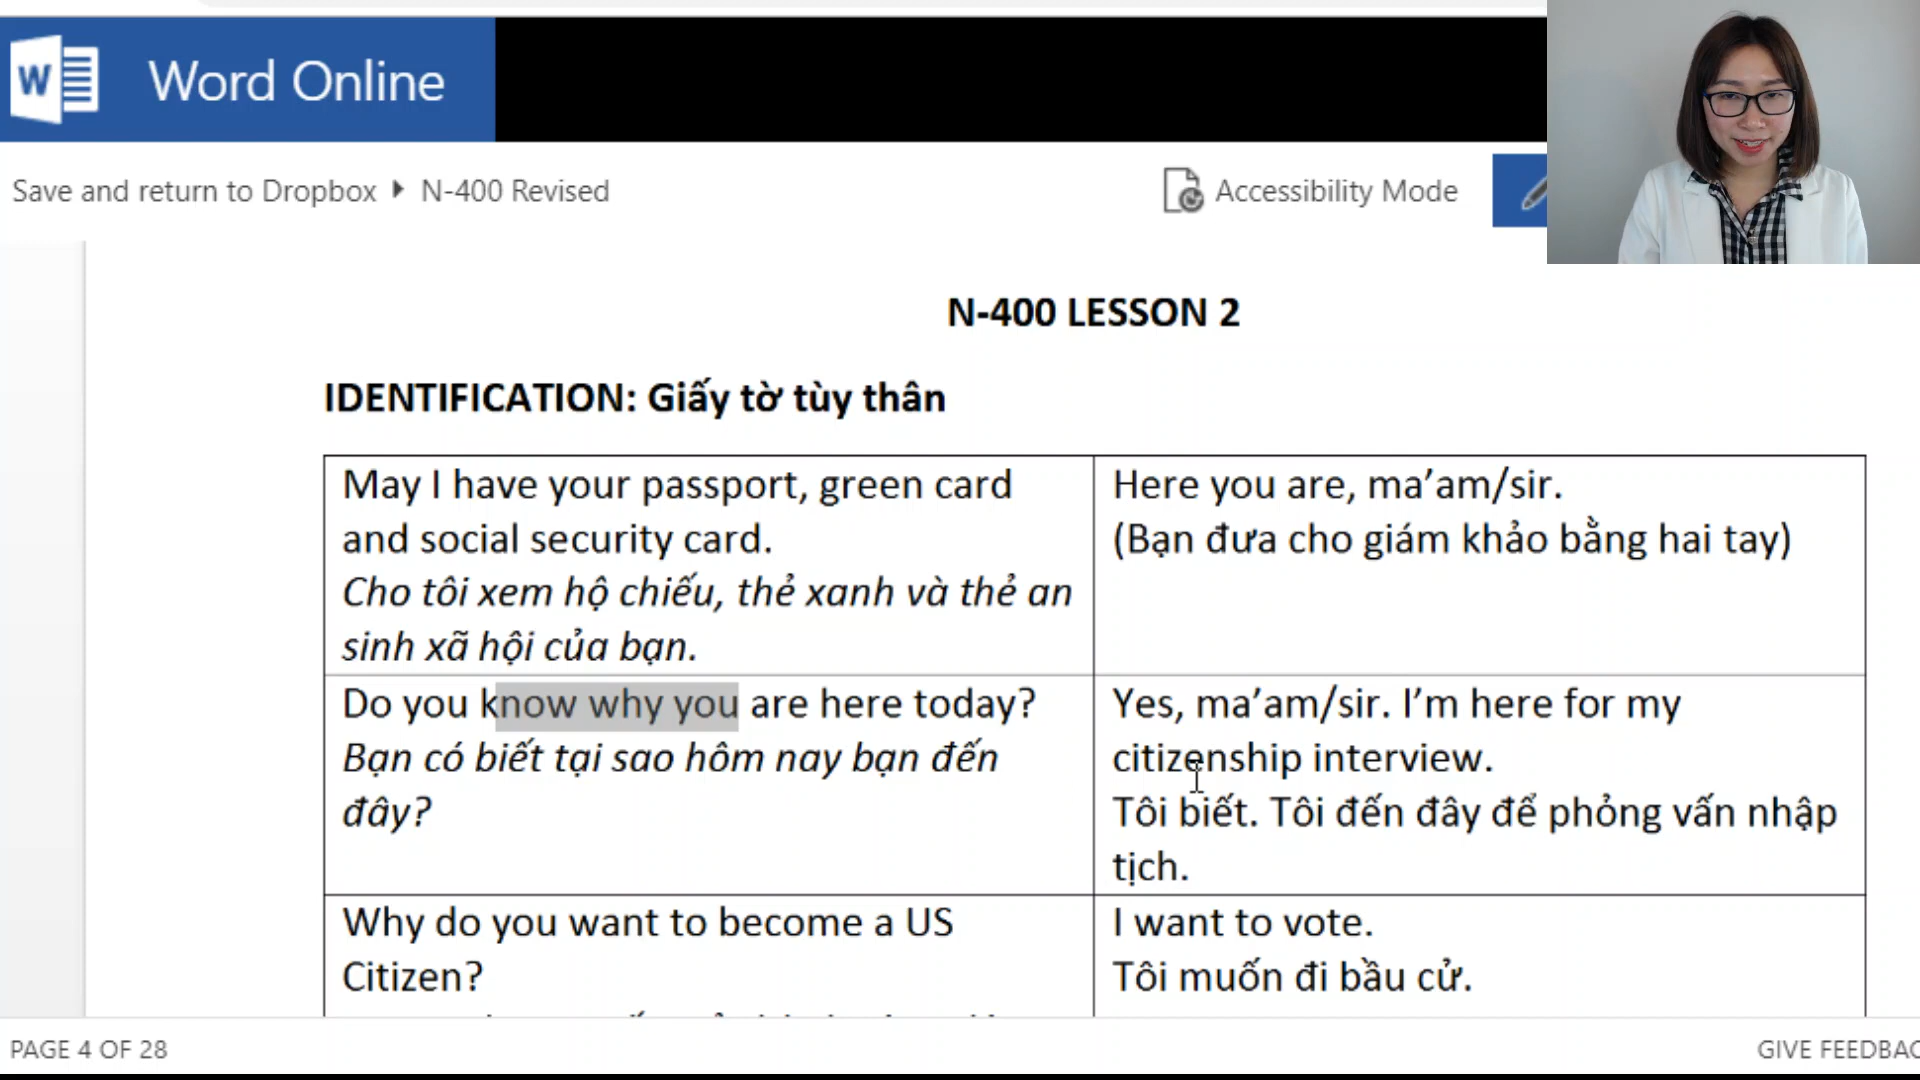 W Word Online
Save and return to Dropbox N-400 Revised
Accessibility Mode
N-400 LESSON 2
IDENTIFICATION: Giấy tờ tùy thân
May I have your passport, green card
and social security card.
Cho tôi xem hộ chiếu, thẻ xanh và thẻ an
sinh xã hội của bạn.
Here you are, ma’am/sir.
(Bạn đưa cho giám khảo bằng hai tay)
Do you know why you are here today?
Bạn có biết tại sao hôm nay bạn đến
đây?
Yes, ma’am/sir. I’m here for my
citizenship interview.
Tôi biết. Tôi đến đây để phỏng vấn nhập
tịch.
Why do you want to become a US
Citizen?
I want to vote.
Tôi muốn đi bầu cử.
PAGE 4 OF 28
GIVE FEEDBAC